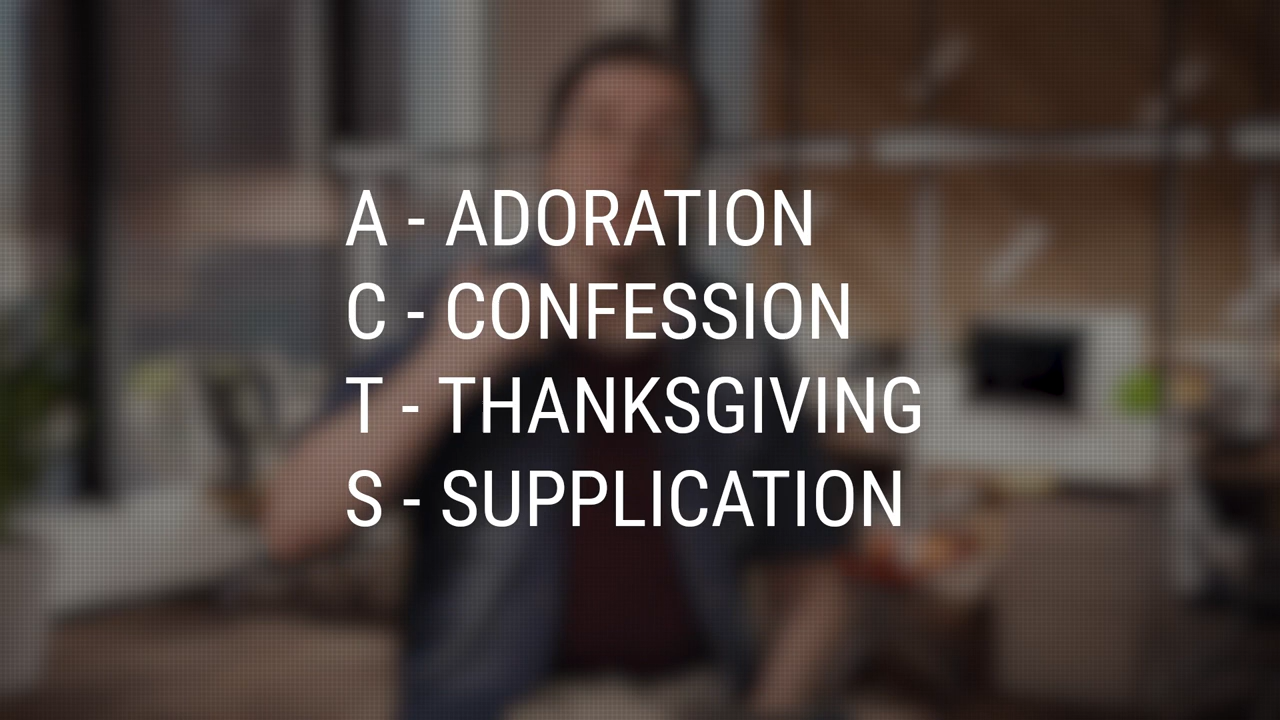 A - ADORATION
C - CONFESSION
T - THANKSGIVING
S - SUPPLICATION